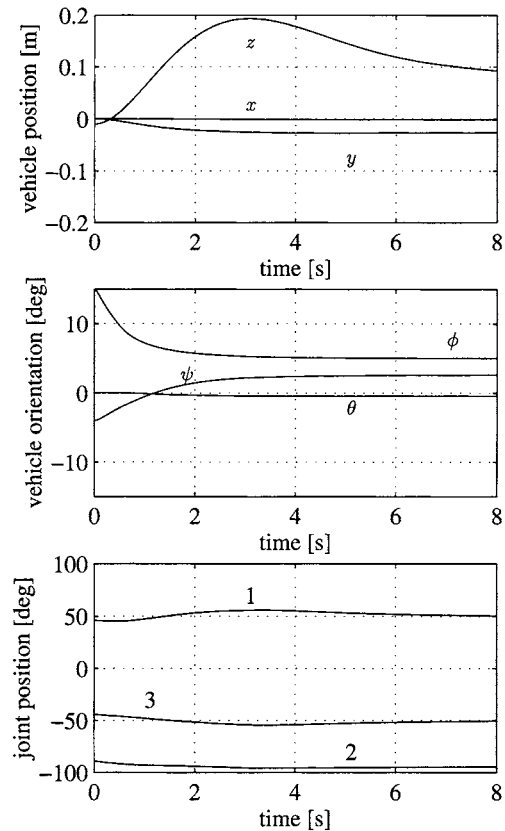 vehicle position [m]
0.2
0.1
0
−0.1
−0.2
z
x
y
0 2 4 6 8
time [s]
vehicle orientation [deg]
10
0
−10
ϕ
ψ
θ
0 2 4 6 8
time [s]
joint position [deg]
100
50
0
−50
−100
1
3
2
0 2 4 6 8
time [s]